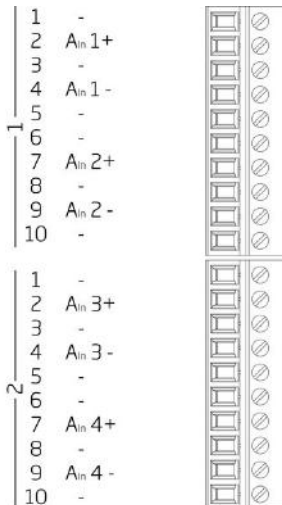 1
1 -
2 AIn 1+
3 -
4 AIn 1 -
5 -
6 -
7 AIn 2+
8 -
9 AIn 2 -
10 -
2
1 -
2 AIn 3+
3 -
4 AIn 3 -
5 -
6 -
7 AIn 4+
8 -
9 AIn 4 -
10 -